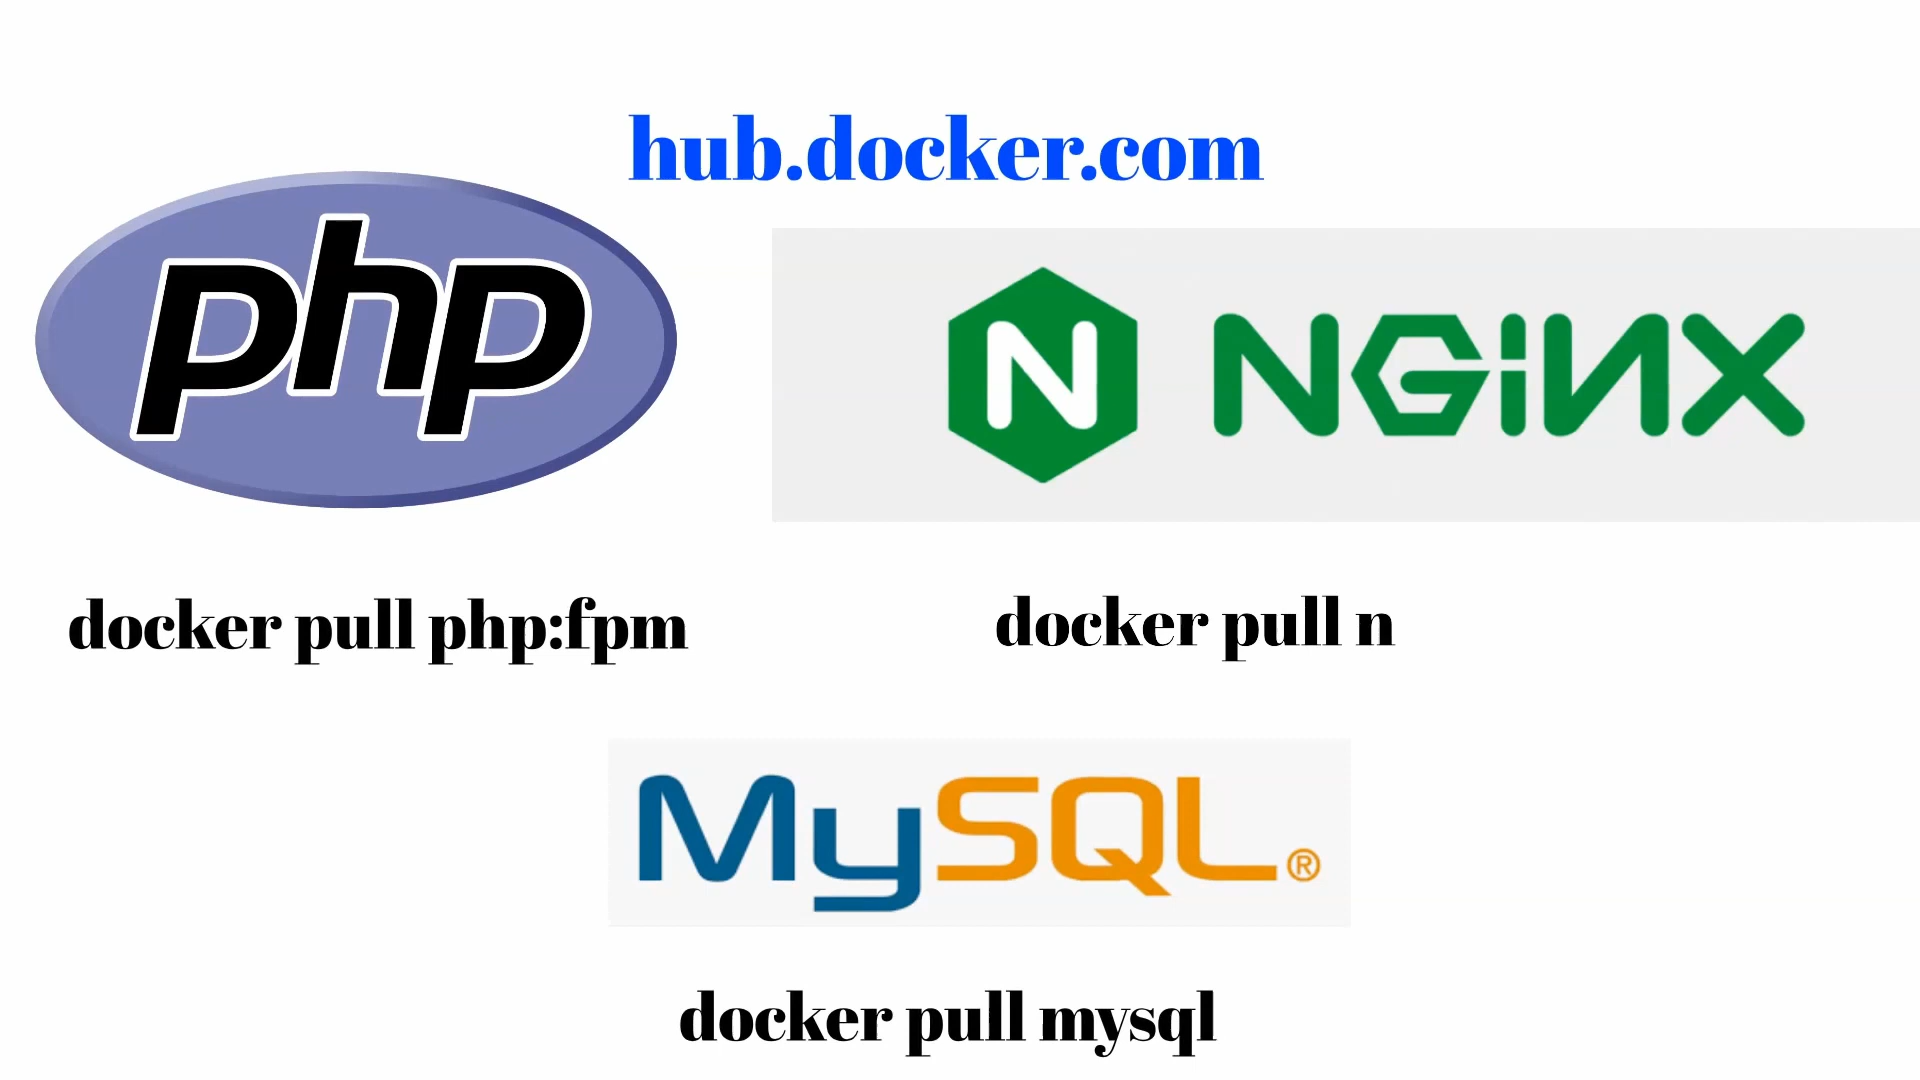 hub.docker.com
php
N NGiNX
docker pull php:fpm
docker pull n
MySQL®
docker pull mysql